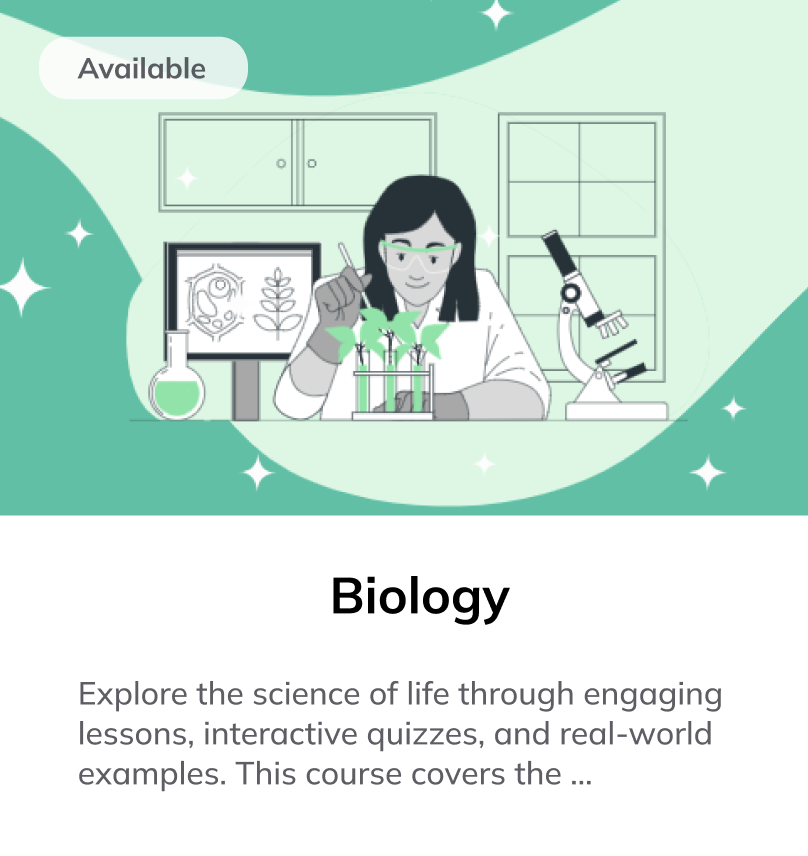 Available
Biology
Explore the science of life through engaging
lessons, interactive quizzes, and real-world
examples. This course covers the ...